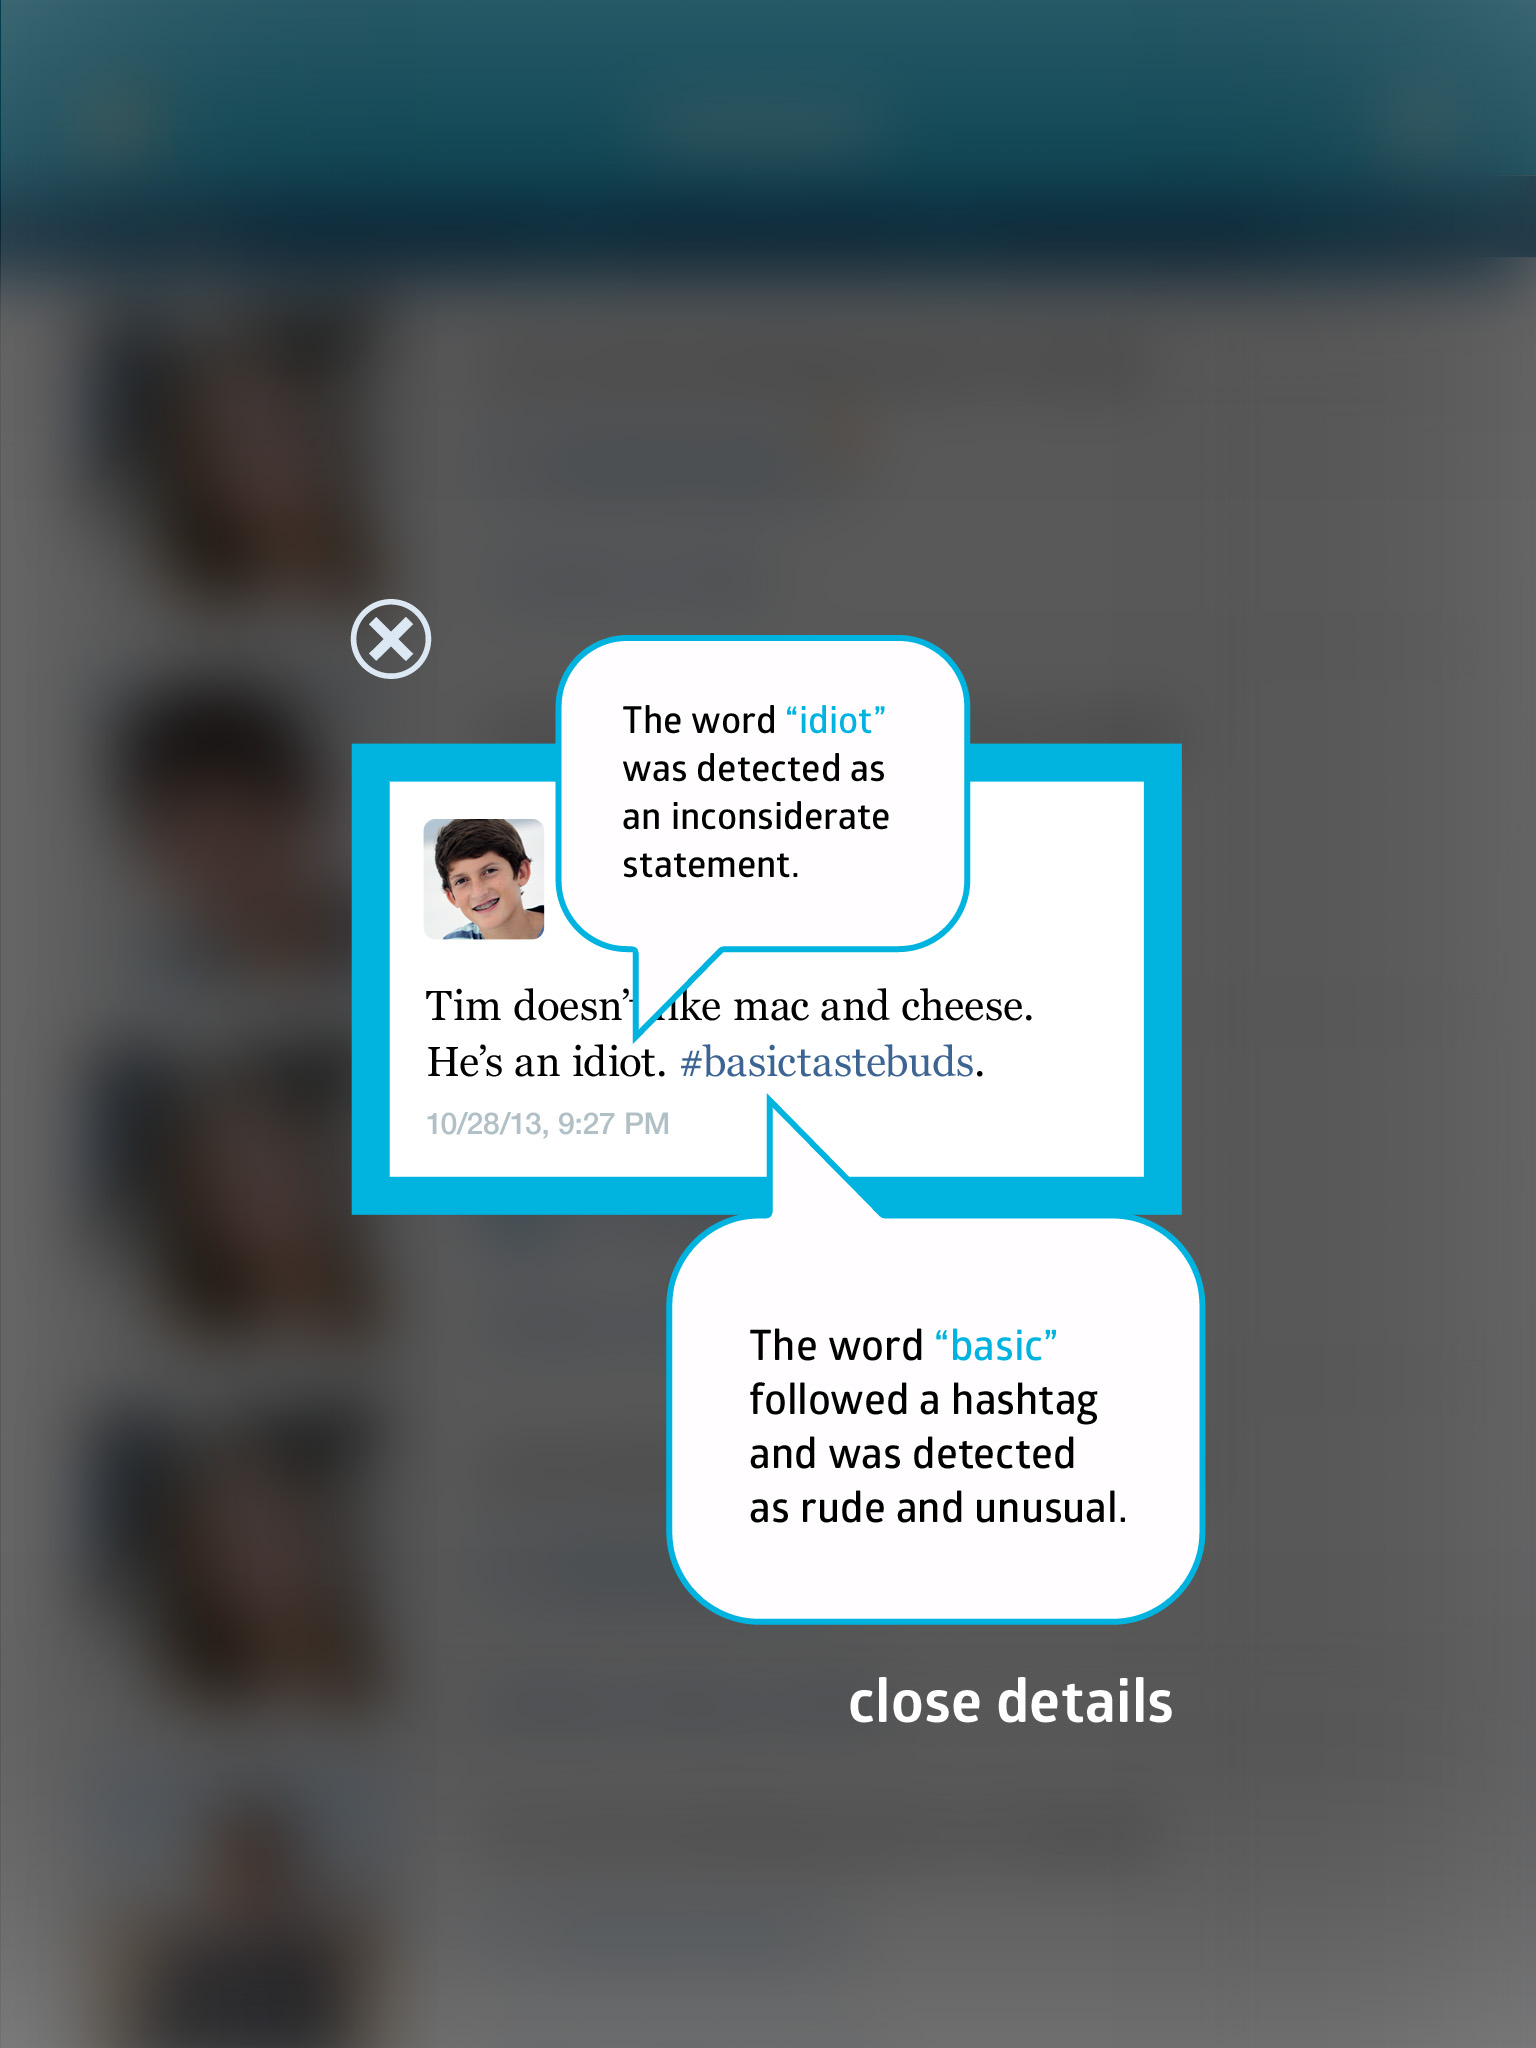 The word “idiot”
was detected as
an inconsiderate
statement.
Tim doesn’t like mac and cheese.
He’s an idiot. #basictastebuds.
10/28/13, 9:27 PM
The word “basic”
followed a hashtag
and was detected
as rude and unusual.
close details